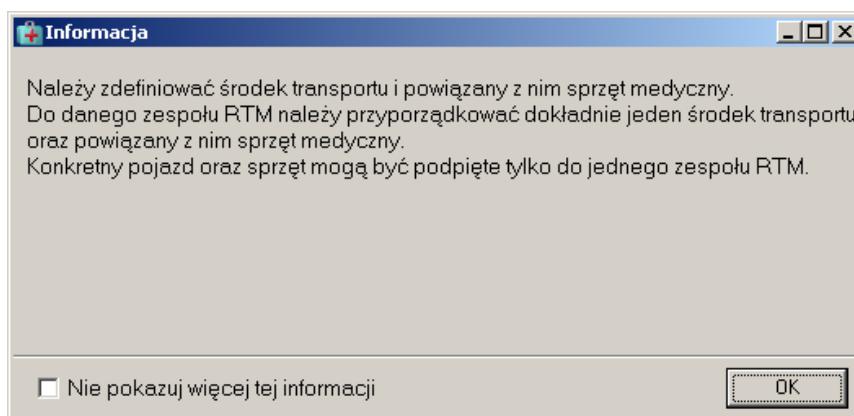 Informacja
Należy zdefiniować środek transportu i powiązany z nim sprzęt medyczny.
Do danego zespołu RTM należy przyporządkować dokładnie jeden środek transportu
oraz powiązany z nim sprzęt medyczny.
Konkretny pojazd oraz sprzęt mogą być podpięte tylko do jednego zespołu RTM.
Nie pokazuj więcej tej informacji
OK